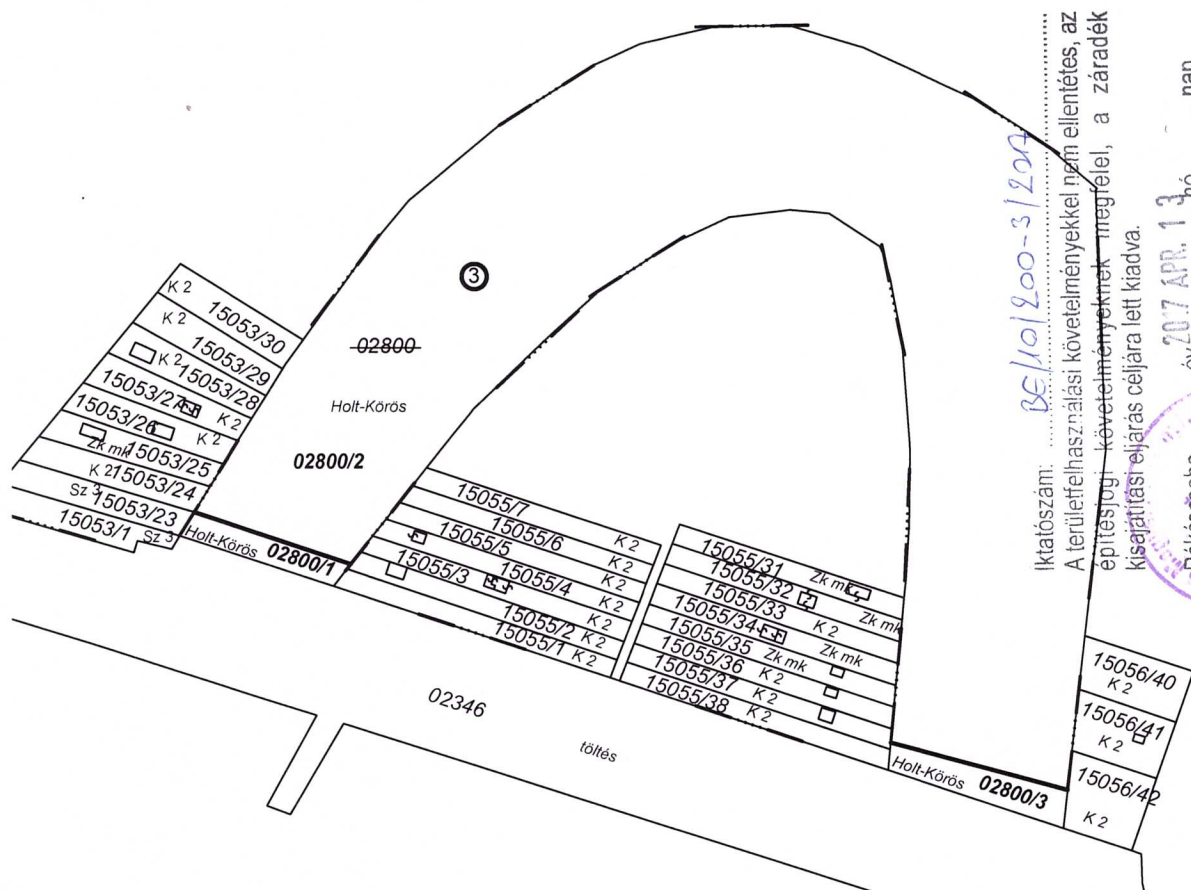 Iktatószám: BE/10/200-3/2017
A területfelhasználási követelményekkel nem ellentétes, az
építésjogi követelményeknek megfelel, a záradék
kisajátítási eljárás céljára lett kiadva.
2017 APR. 13
hó
nap
3
02800
Holt-Körös
02800/2
K 2
15053/30
K 2
15053/29
K 2
15053/28
15053/27
K 2
15053/26
K 2
Zk mk
15053/25
K 2
15053/24
Sz 3
15053/23
15053/1
Sz 3
Holt-Körös
02800/1
15055/7
15055/6
K 2
15055/5
K 2
15055/4
K 2
15055/3
K 2
K 2
15055/2
K 2
15055/1
K 2
15055/31
Zk mk
15055/32
15055/33
Zk mk
K 2
15055/34
Zk mk
15055/35
Zk mk
15055/36
K 2
15055/37
K 2
15055/38
K 2
02346
töltés
Holt-Körös
02800/3
15056/40
K 2
15056/41
K 2
15056/42
K 2